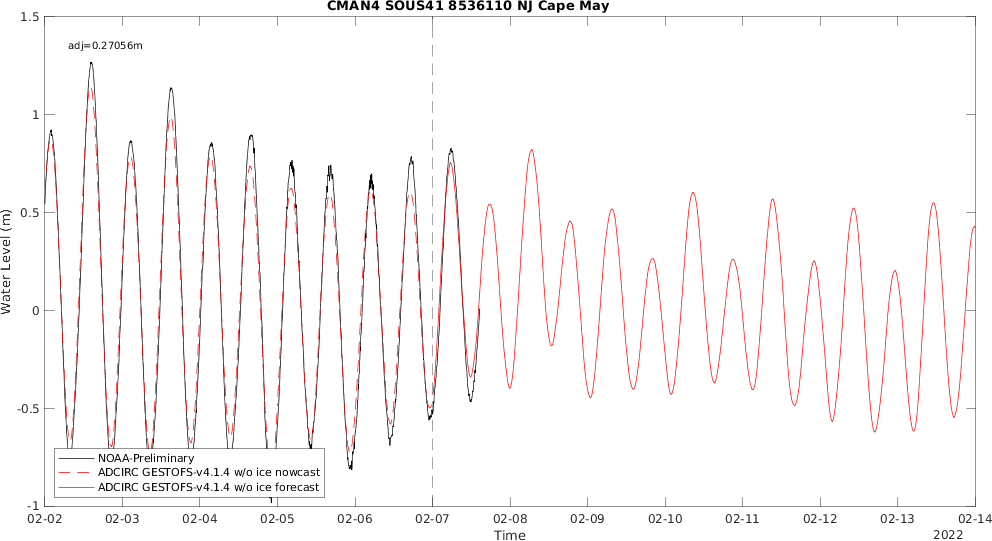 CMAN4 SOUS41 8536110 NJ Cape May
adj=0.27056m
1.5
1
0.5
0
-0.5
-1
Water Level (m)
NOAA-Preliminary
ADCIRC GESTOFS-v4.1.4 w/o ice nowcast
ADCIRC GESTOFS-v4.1.4 w/o ice forecast
02-02 02-03 02-04 02-05 02-06 02-07 02-08 02-09 02-10 02-11 02-12 02-13 02-14
Time
2022